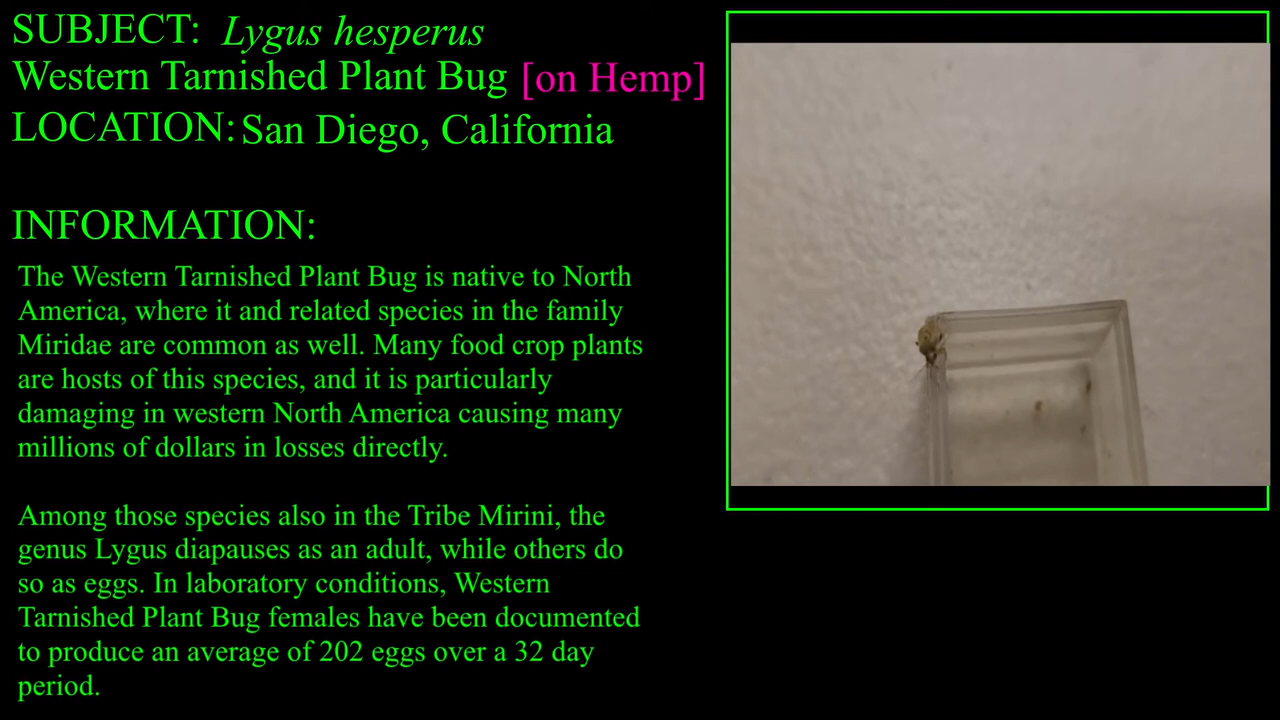 SUBJECT: Lygus hesperus
Western Tarnished Plant Bug [on Hemp]
LOCATION: San Diego, California
INFORMATION:
The Western Tarnished Plant Bug is native to North
America, where it and related species in the family
Miridae are common as well. Many food crop plants
are hosts of this species, and it is particularly
damaging in western North America causing many
millions of dollars in losses directly.
Among those species also in the Tribe Mirini, the
genus Lygus diapauses as an adult, while others do
so as eggs. In laboratory conditions, Western
Tarnished Plant Bug females have been documented
to produce an average of 202 eggs over a 32 day
period.